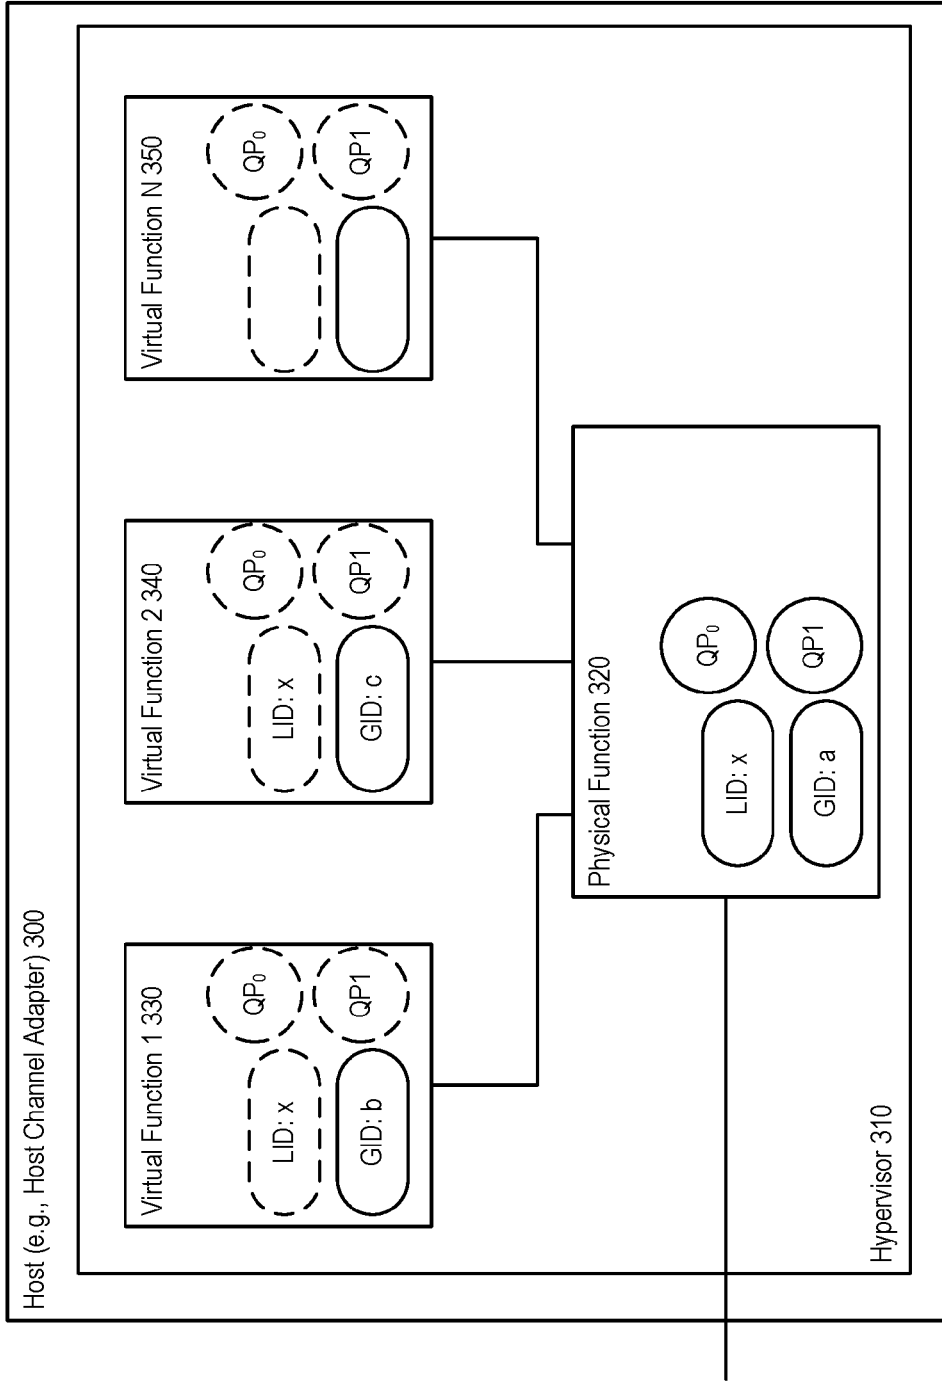 Host (e.g., Host Channel Adapter) 300
Virtual Function 1 330
LID: x
QP₀
GID: b
QP1
Virtual Function 2 340
LID: x
QP₀
GID: c
QP1
Virtual Function N 350
QP₀
QP1
Physical Function 320
LID: x
QP₀
GID: a
QP1
Hypervisor 310